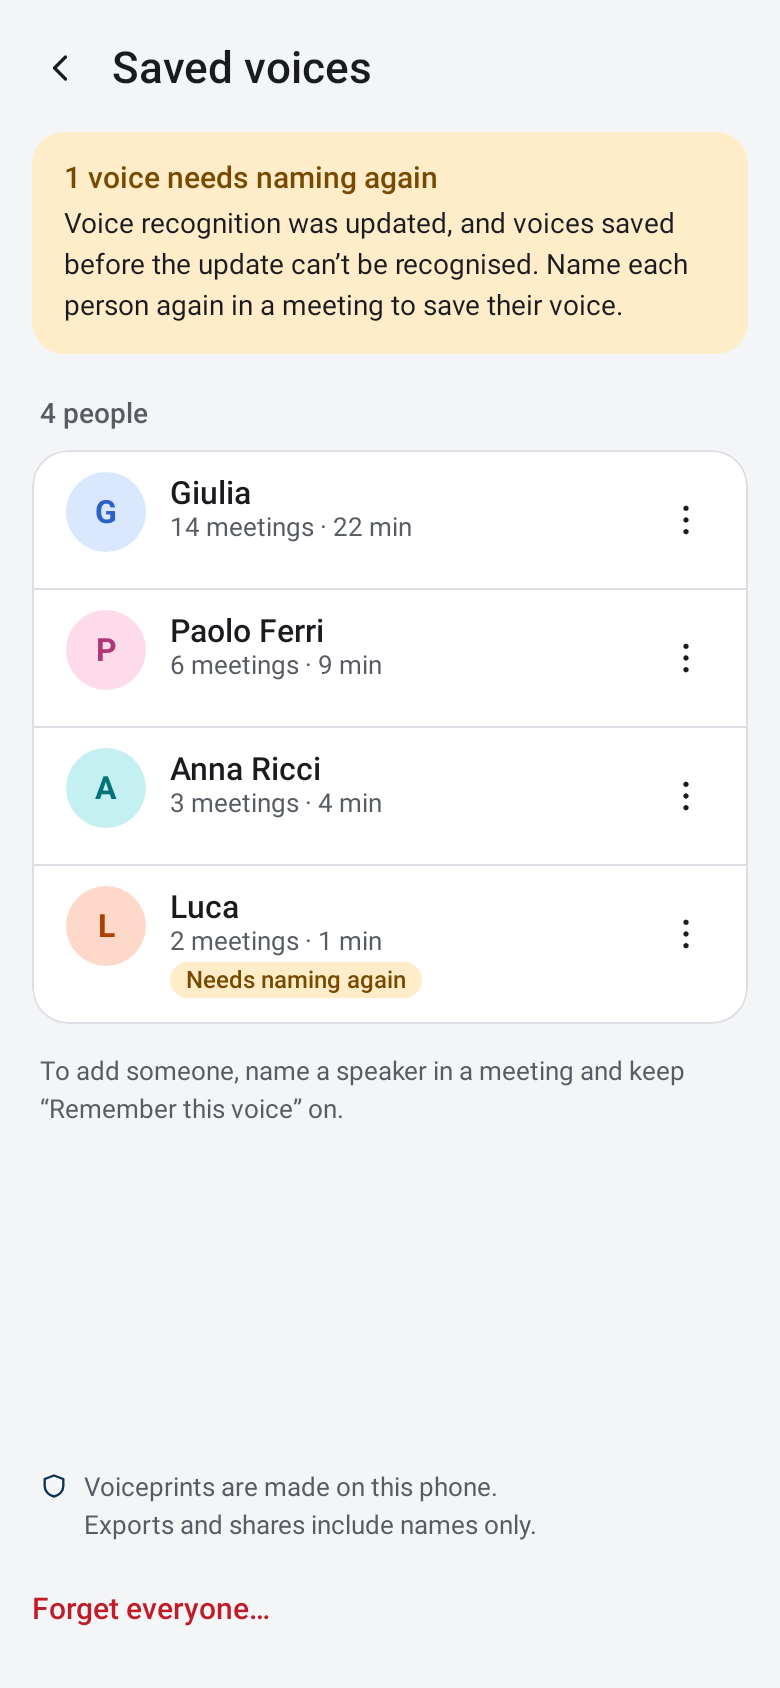 Saved voices
1 voice needs naming again
Voice recognition was updated, and voices saved
before the update can’t be recognised. Name each
person again in a meeting to save their voice.
4 people
G
Giulia
14 meetings · 22 min
P
Paolo Ferri
6 meetings · 9 min
A
Anna Ricci
3 meetings · 4 min
L
Luca
2 meetings · 1 min
Needs naming again
To add someone, name a speaker in a meeting and keep
“Remember this voice” on.
Voiceprints are made on this phone.
Exports and shares include names only.
Forget everyone…